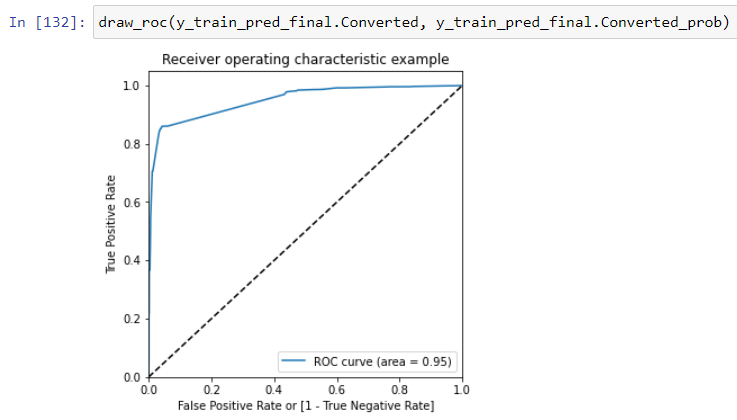 In [132]: draw_roc(y_train_pred_final.Converted, y_train_pred_final.Converted_prob)
Receiver operating characteristic example
1.0
0.8
0.6
0.4
0.2
0.0
True Positive Rate
ROC curve (area = 0.95)
0.0 0.2 0.4 0.6 0.8 1.0
False Positive Rate or [1 - True Negative Rate]